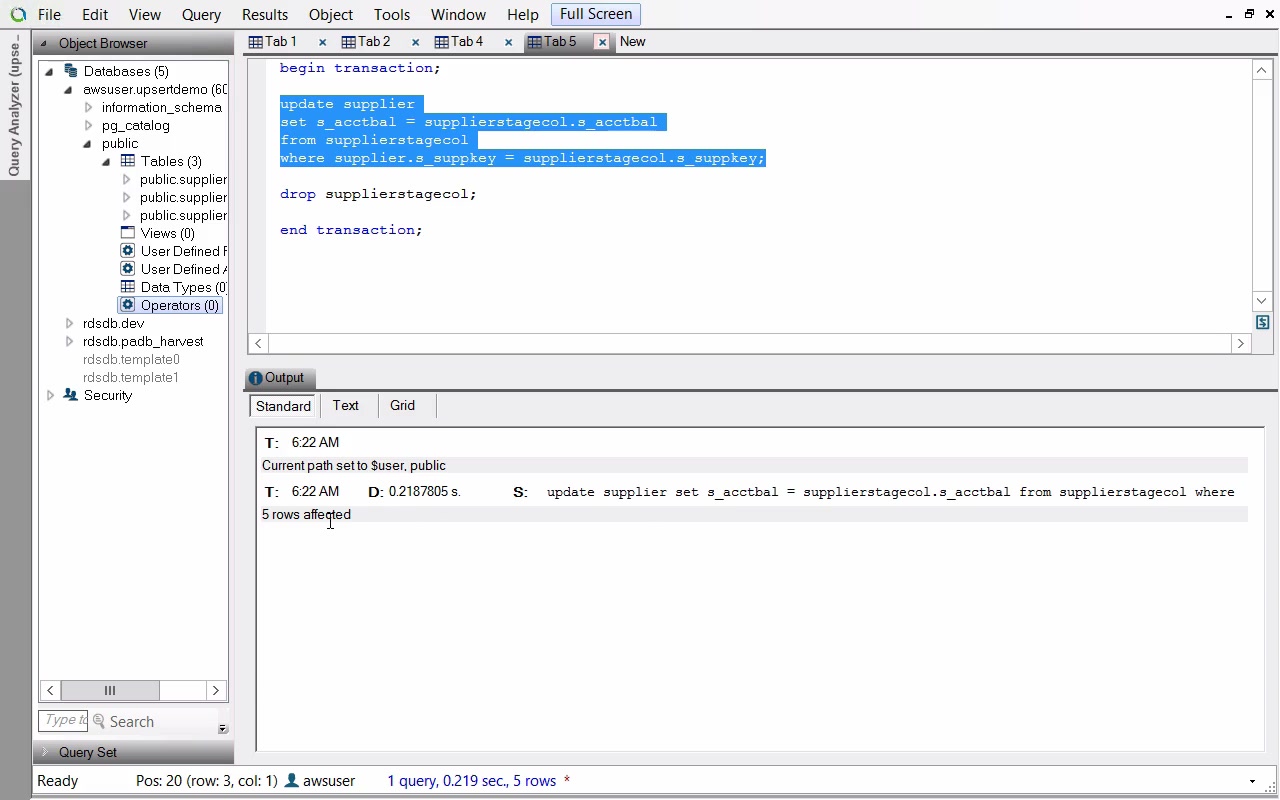 File Edit View Query Results Object Tools Window Help Full Screen
Query Analyzer (upse...
Object Browser
Tab 1 Tab 2 Tab 4 Tab 5 New
Databases (5)
awsuser.upsertdemo (60
information_schema
pg_catalog
public
Tables (3)
public.supplier
public.supplier
public.supplier
Views (0)
User Defined F
User Defined A
Data Types (0)
Operators (0)
rdsdb.dev
rdsdb.padb_harvest
rdsdb.template0
rdsdb.template1
Security
Type to Search
Query Set
begin transaction;
update supplier
set s_acctbal = supplierstagecol.s_acctbal
from supplierstagecol
where supplier.s_suppkey = supplierstagecol.s_suppkey;
drop supplierstagecol;
end transaction;
Output
Standard Text Grid
T: 6:22 AM
Current path set to $user, public
T: 6:22 AM D: 0.2187805 s. S: update supplier set s_acctbal = supplierstagecol.s_acctbal from supplierstagecol where
5 rows affected
Ready Pos: 20 (row: 3, col: 1) awsuser 1 query, 0.219 sec., 5 rows *